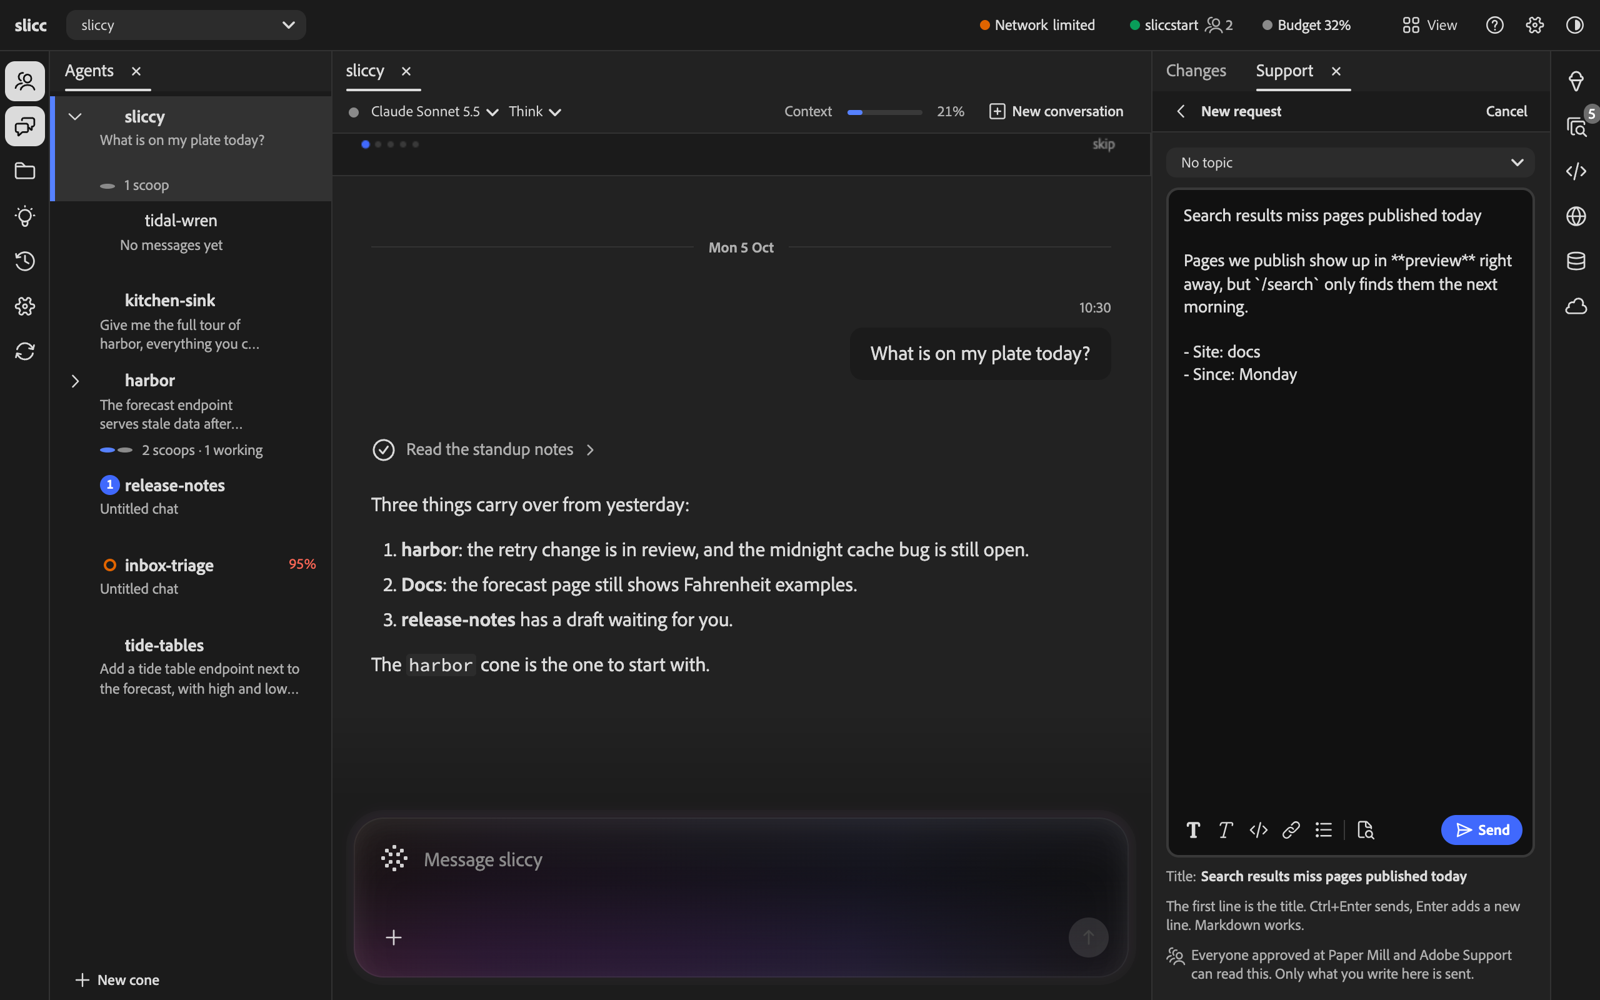 slicc
sliccy
Network limited
sliccstart
2
Budget 32%
View
Agents
sliccy
What is on my plate today?
1 scoop
tidal-wren
No messages yet
kitchen-sink
Give me the full tour of
harbor, everything you c...
harbor
The forecast endpoint
serves stale data after...
2 scoops · 1 working
1
release-notes
Untitled chat
inbox-triage
95%
Untitled chat
tide-tables
Add a tide table endpoint next to
the forecast, with high and low...
New cone
sliccy
Claude Sonnet 5.5
Think
Context
21%
New conversation
skip
Mon 5 Oct
10:30
What is on my plate today?
Read the standup notes
Three things carry over from yesterday:
1. harbor: the retry change is in review, and the midnight cache bug is still open.
2. Docs: the forecast page still shows Fahrenheit examples.
3. release-notes has a draft waiting for you.
The harbor cone is the one to start with.
Message sliccy
Changes
Support
New request
Cancel
No topic
Search results miss pages published today
Pages we publish show up in **preview** right
away, but `/search` only finds them the next
morning.
- Site: docs
- Since: Monday
Send
Title: Search results miss pages published today
The first line is the title. Ctrl+Enter sends, Enter adds a new
line. Markdown works.
Everyone approved at Paper Mill and Adobe Support
can read this. Only what you write here is sent.
5